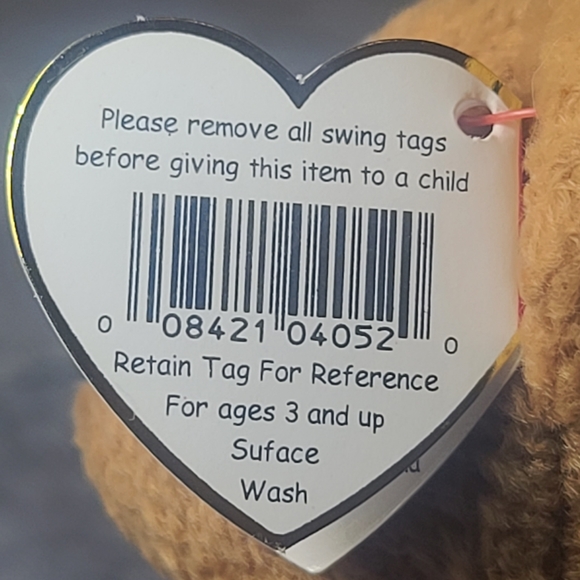 Please remove all swing tags
before giving this item to a child
0 08421 04052 0
Retain Tag For Reference
For ages 3 and up
Suface
Wash